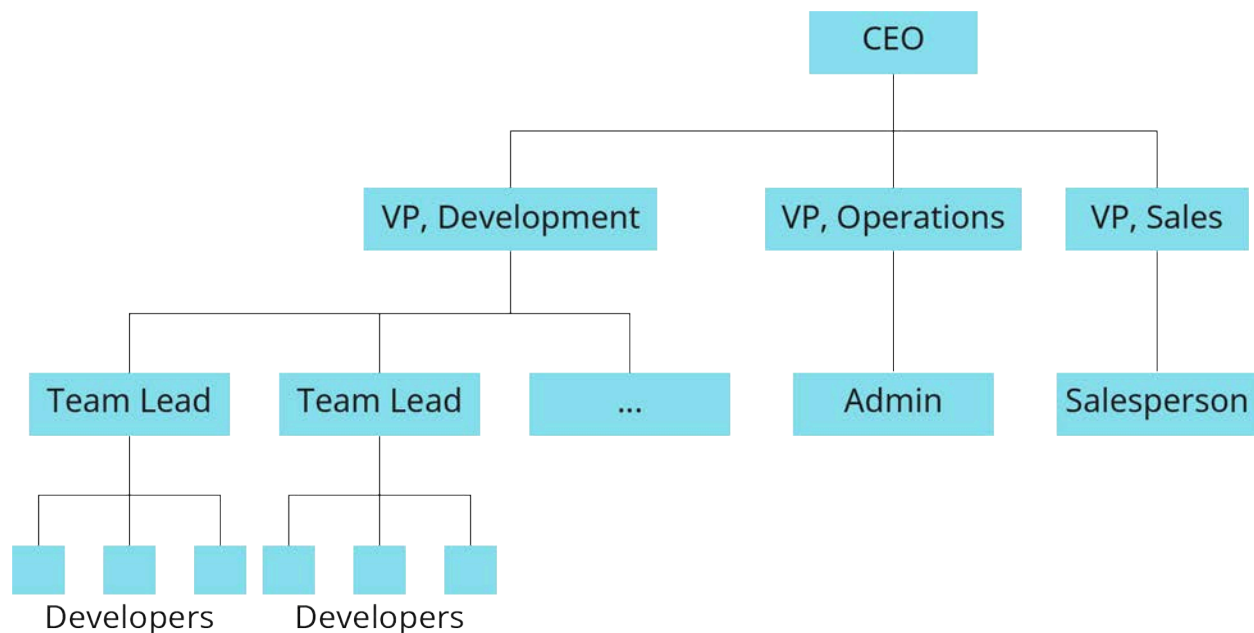 CEO
VP, Development
VP, Operations
VP, Sales
Team Lead
Team Lead
...
Admin
Salesperson
Developers
Developers